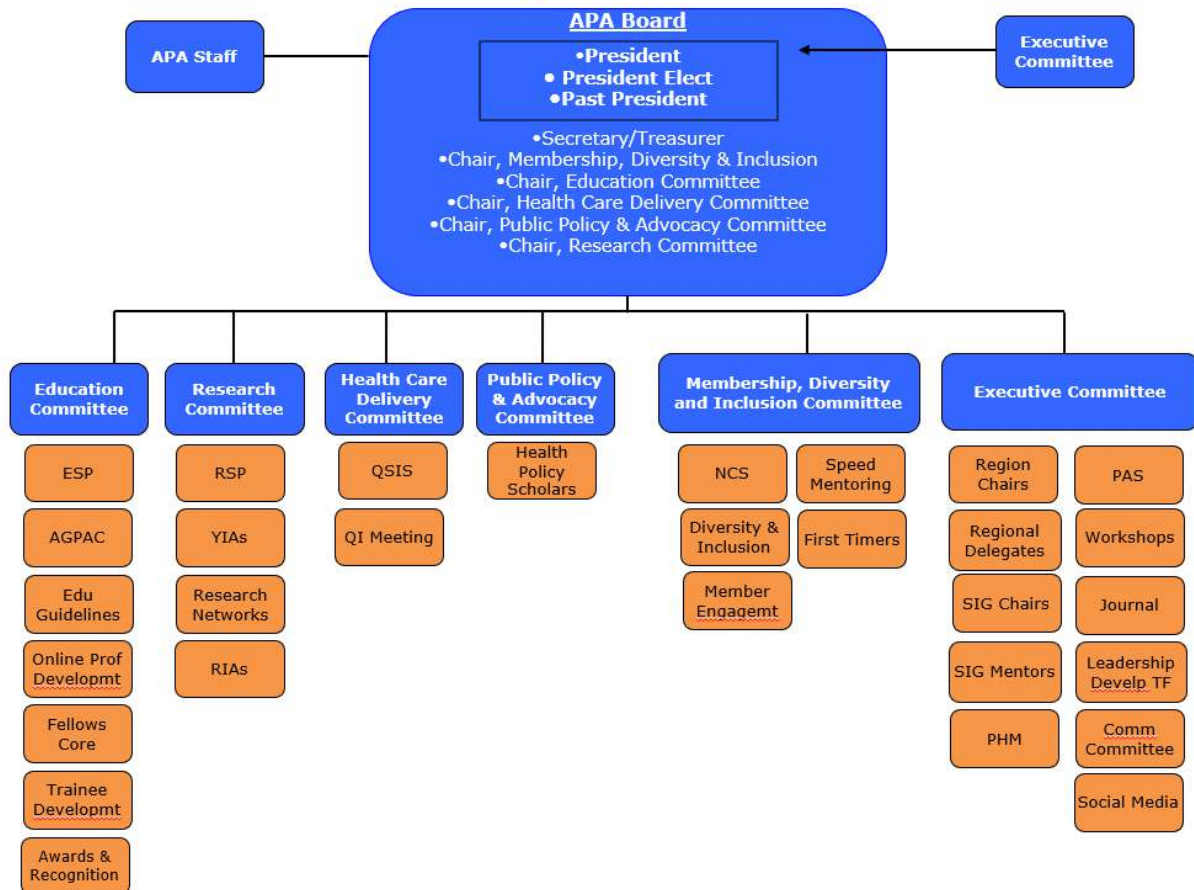 APA Board
APA Staff
•President
• President Elect
•Past President
Executive
Committee
•Secretary/Treasurer
•Chair, Membership, Diversity & Inclusion
•Chair, Education Committee
•Chair, Health Care Delivery Committee
•Chair, Public Policy & Advocacy Committee
•Chair, Research Committee
Education
Committee
ESP
AGPAC
Edu
Guidelines
Online Prof
Developmt
Fellows
Core
Trainee
Developmt
Awards &
Recognition
Research
Committee
RSP
YIAs
Research
Networks
RIAs
Health Care
Delivery
Committee
QSIS
QI Meeting
Public Policy
& Advocacy
Committee
Health
Policy
Scholars
Membership, Diversity
and Inclusion Committee
NCS
Diversity &
Inclusion
Member
Engagemt
Speed
Mentoring
First Timers
Executive Committee
Region
Chairs
Regional
Delegates
SIG Chairs
SIG Mentors
PHM
PAS
Workshops
Journal
Leadership
Develp TF
Comm
Committee
Social Media